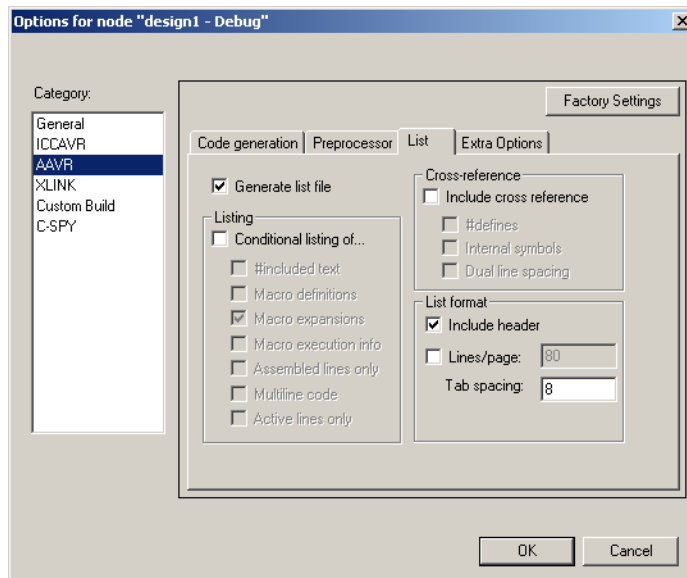 Options for node "design1 - Debug"
Category:
General
ICCAVR
AAVR
XLINK
Custom Build
C-SPY
Factory Settings
Code generation
Preprocessor
List
Extra Options
Generate list file
Listing
Conditional listing of...
#included text
Macro definitions
Macro expansions
Macro execution info
Assembled lines only
Multiline code
Active lines only
Cross-reference
Include cross reference
#defines
Internal symbols
Dual line spacing
List format
Include header
Lines/page: 80
Tab spacing: 8
OK
Cancel